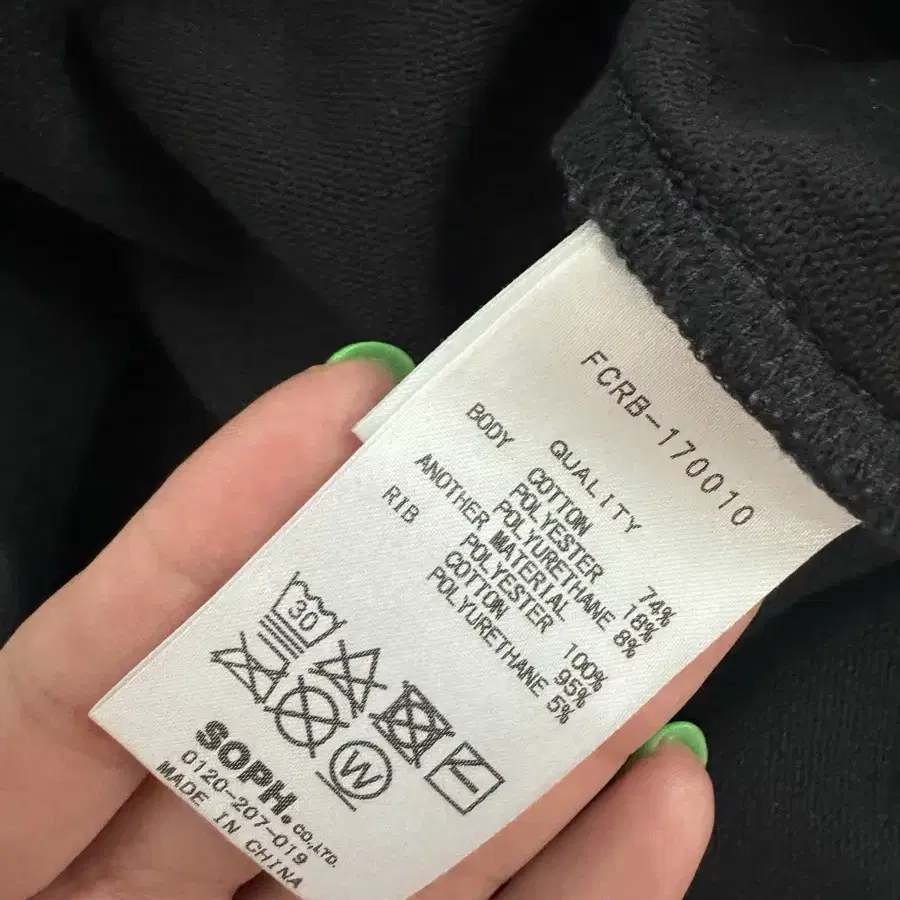 FCRB-170010
QUALITY
BODY COTTON 74%
POLYESTER 18%
POLYURETHANE 8%
ANOTHER MATERIAL
POLYESTER 100%
RIB COTTON 95%
POLYURETHANE 5%
30
W
SOPH.CO.,LTD.
0120-207-019
MADE IN CHINA